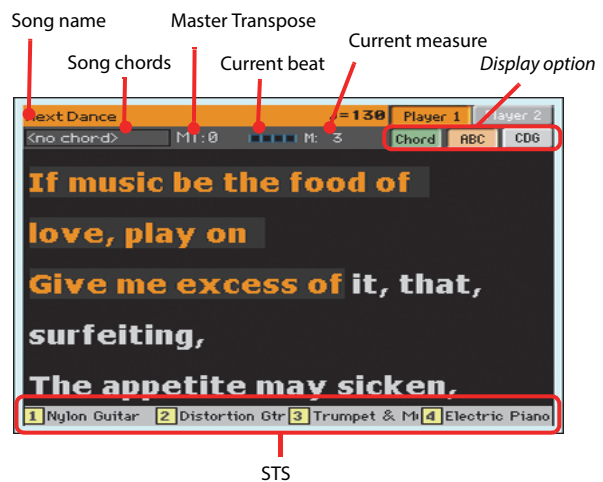 Song name
Master Transpose
Current measure
Song chords
Current beat
Display option
Next Dance ♩=130 Player 1 Player 2
<no chord> MT:0 M: 3 Chord ABC CDG
If music be the food of
love, play on
Give me excess of it, that,
surfeiting,
The appetite may sicken,
1 Nylon Guitar 2 Distortion Gtr 3 Trumpet & 4 Electric Piano
STS